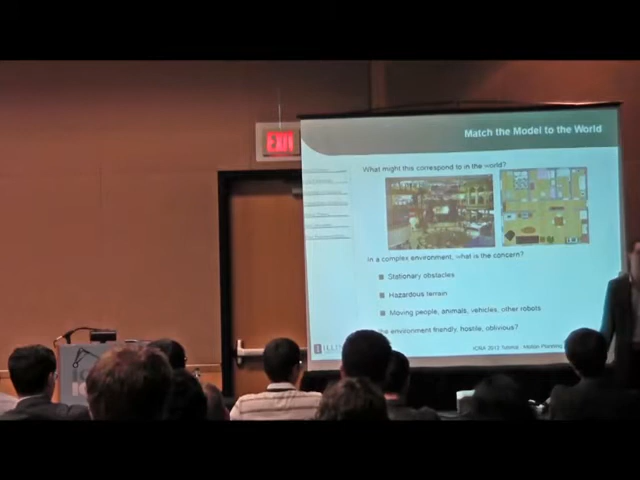 EXIT
Match the Model to the World
What might this correspond to in the world?
In a complex environment, what is the concern?
Stationary obstacles
Hazardous terrain
Moving people, animals, vehicles, other robots
the environment friendly, hostile, oblivious?
ICRA 2012 Tutorial - Motion Planning